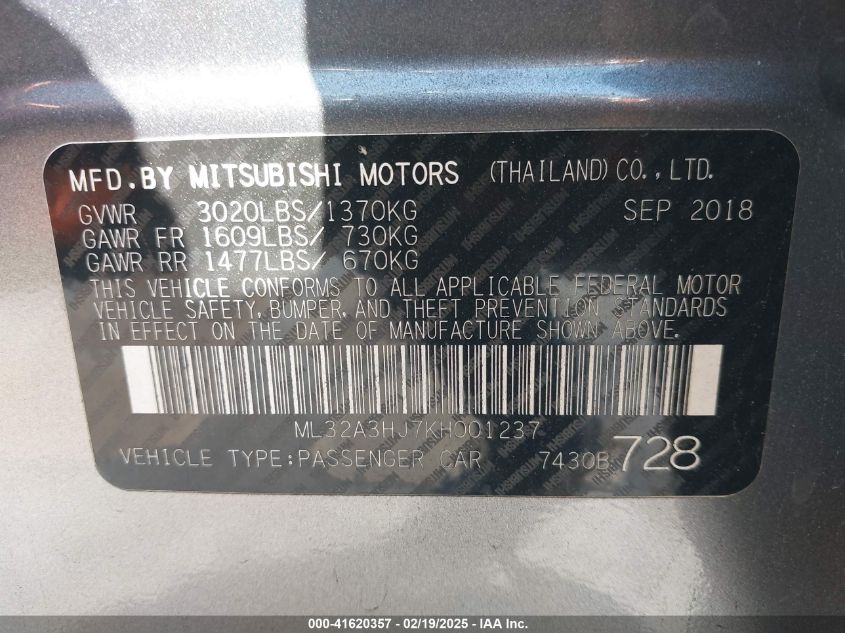 MFD.BY MITSUBISHI MOTORS (THAILAND) CO., LTD.
GVWR 3020LBS/1370KG SEP 2018
GAWR FR 1609LBS/ 730KG
GAWR RR 1477LBS/ 670KG
THIS VEHICLE CONFORMS TO ALL APPLICABLE FEDERAL MOTOR
VEHICLE SAFETY, BUMPER, AND THEFT PREVENTION STANDARDS
IN EFFECT ON THE DATE OF MANUFACTURE SHOWN ABOVE.
ML32A3HJ7KH001237
VEHICLE TYPE:PASSENGER CAR 7430B 728
000-41620357 - 02/19/2025 - IAA Inc.